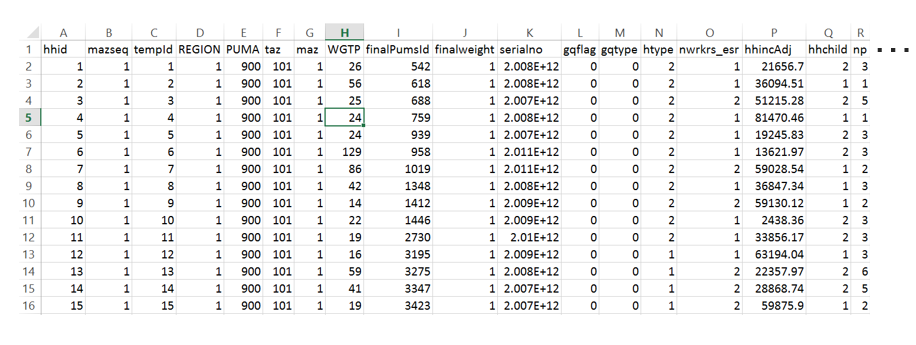 A B C D E F G H I J K L M N O P Q R
1 hhid mazseq tempId REGION PUMA taz maz WGTP finalPumsId finalweight serialno gqflag gqtype htype nwrkrs_esr hhincAdj hhchild np ...
2 1 1 1 1 900 101 1 26 542 1 2.008E+12 0 0 2 1 21656.7 2 3
3 2 1 2 1 900 101 1 56 618 1 2.008E+12 0 0 2 1 36094.51 1 1
4 3 1 3 1 900 101 1 25 688 1 2.007E+12 0 0 2 2 51215.28 2 5
5 4 1 4 1 900 101 1 24 759 1 2.008E+12 0 0 2 1 81470.46 1 1
6 5 1 5 1 900 101 1 24 939 1 2.007E+12 0 0 2 1 19245.83 2 3
7 6 1 6 1 900 101 1 129 958 1 2.011E+12 0 0 2 1 13621.97 2 3
8 7 1 7 1 900 101 1 86 1019 1 2.011E+12 0 0 2 2 59028.54 1 2
9 8 1 8 1 900 101 1 42 1348 1 2.008E+12 0 0 2 1 36847.34 1 3
10 9 1 9 1 900 101 1 14 1412 1 2.009E+12 0 0 2 2 59130.12 1 2
11 10 1 10 1 900 101 1 22 1446 1 2.009E+12 0 0 2 1 2438.36 2 3
12 11 1 11 1 900 101 1 19 2730 1 2.01E+12 0 0 2 1 33856.17 2 3
13 12 1 12 1 900 101 1 16 3195 1 2.009E+12 0 0 1 1 63194.04 1 3
14 13 1 13 1 900 101 1 59 3275 1 2.008E+12 0 0 1 2 22357.97 2 6
15 14 1 14 1 900 101 1 41 3347 1 2.007E+12 0 0 1 2 28868.74 2 5
16 15 1 15 1 900 101 1 19 3423 1 2.007E+12 0 0 1 2 59875.9 1 2